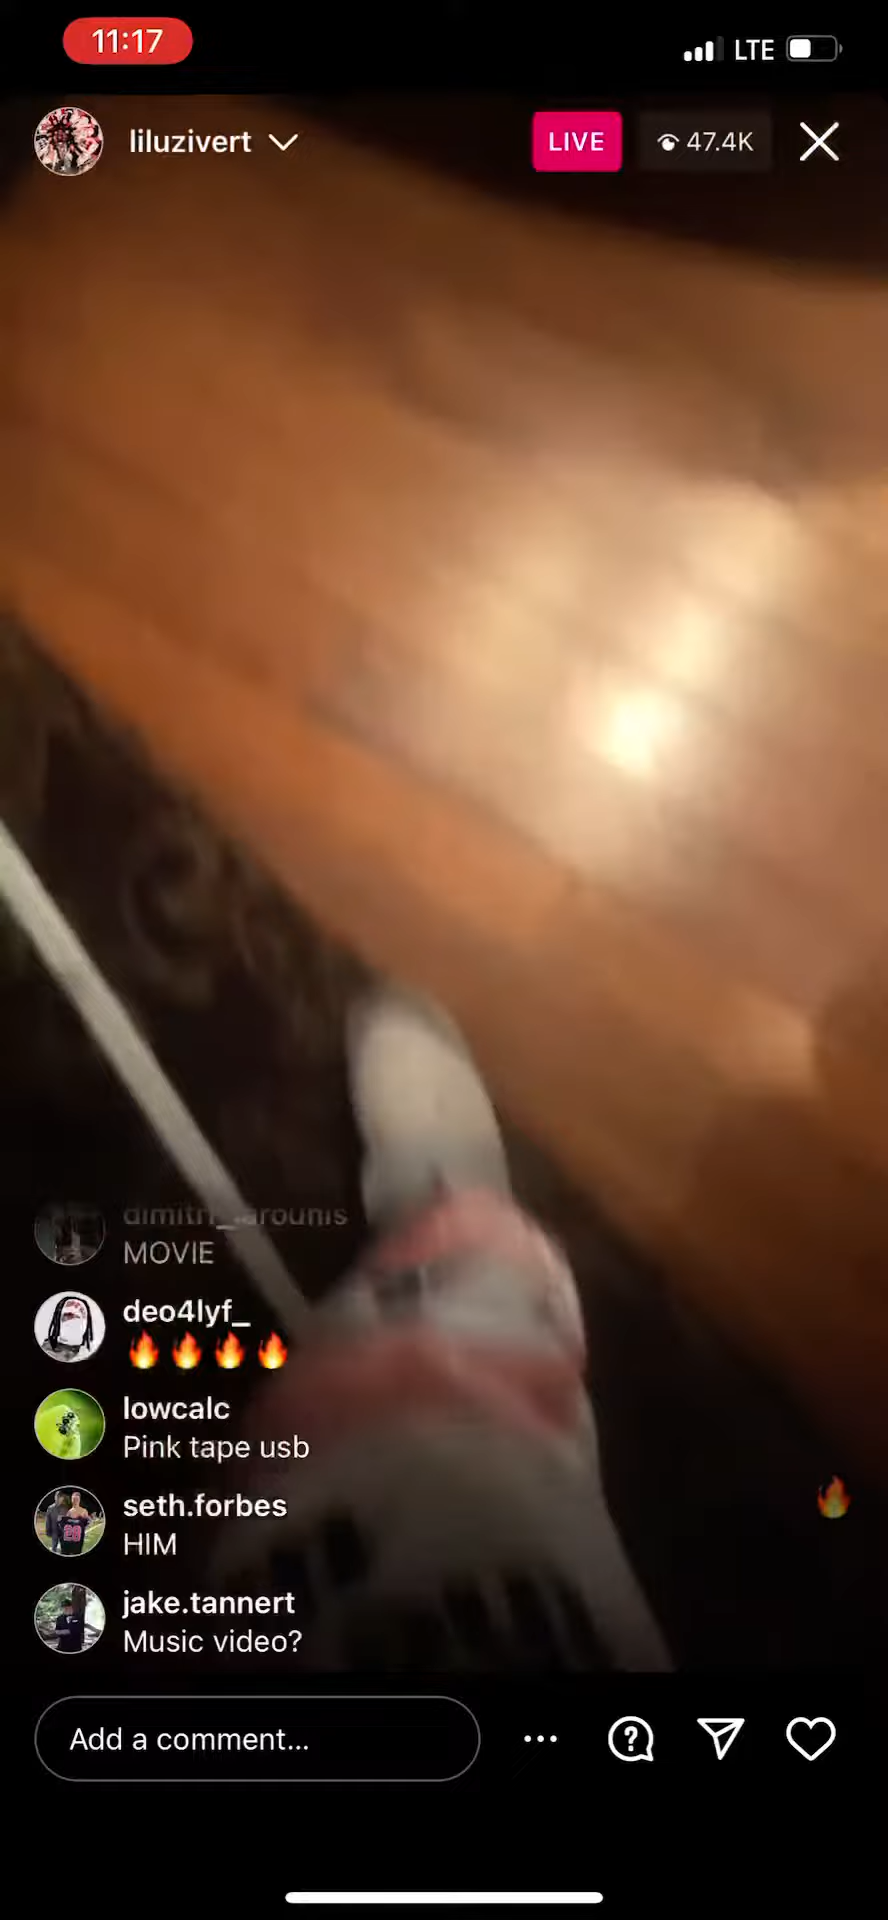 11:17
LTE
liluzivert
LIVE
47.4K
MOVIE
deo4lyf_
🔥🔥🔥🔥
lowcalc
Pink tape usb
seth.forbes
HIM
jake.tannert
Music video?
Add a comment...